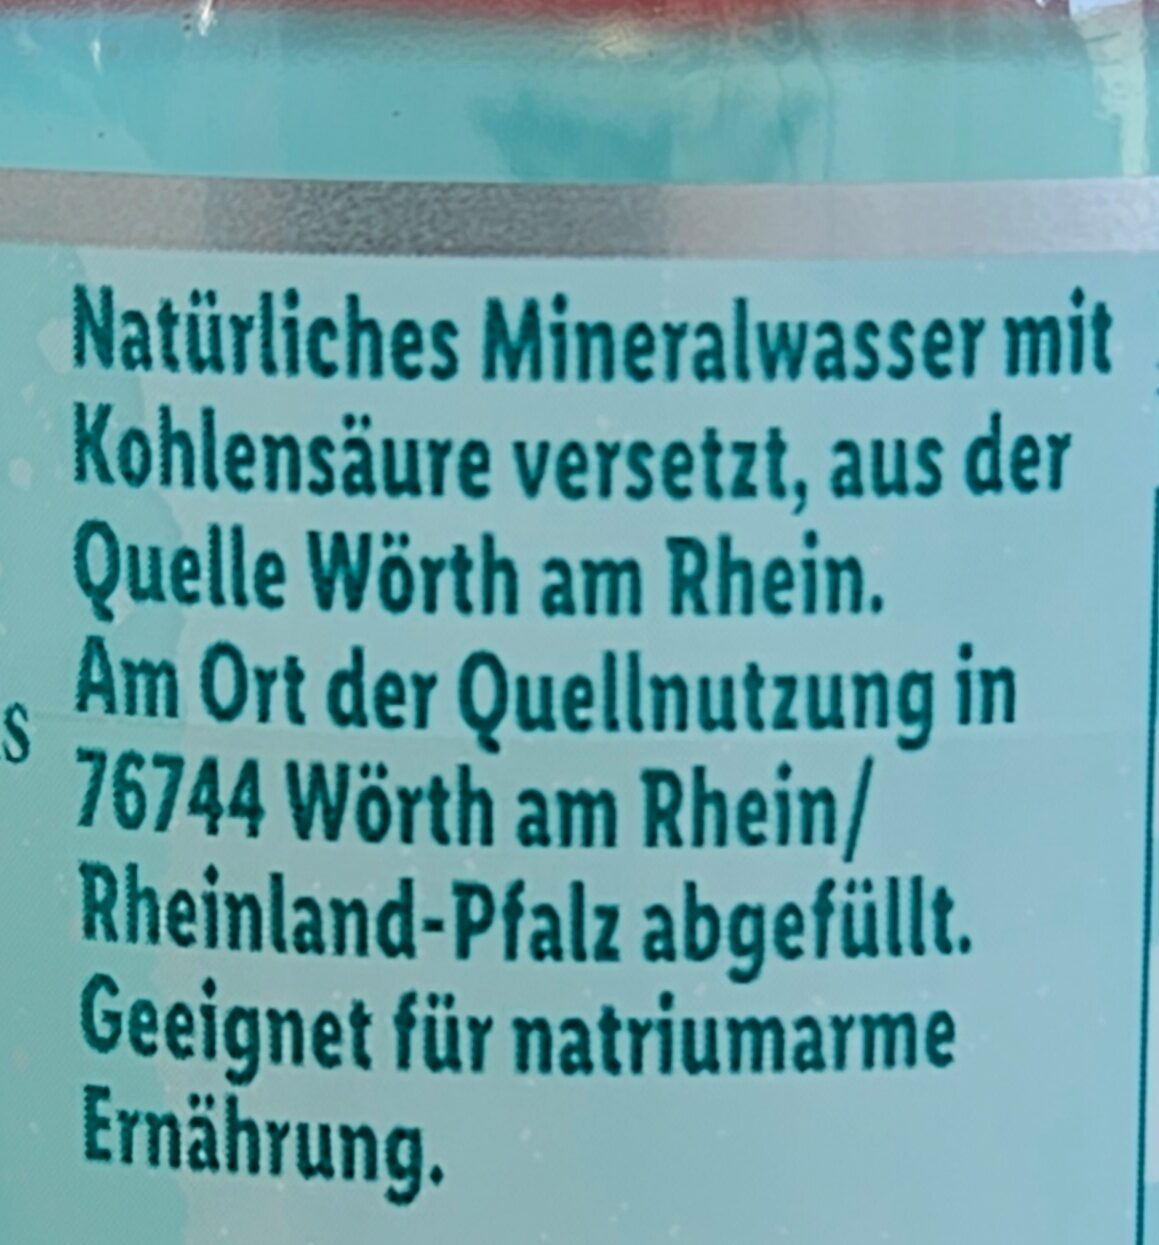 Natürliches Mineralwasser mit
Kohlensäure versetzt, aus der
Quelle Wörth am Rhein.
Am Ort der Quellnutzung in
76744 Wörth am Rhein/
Rheinland-Pfalz abgefüllt.
Geeignet für natriumarme
Ernährung.